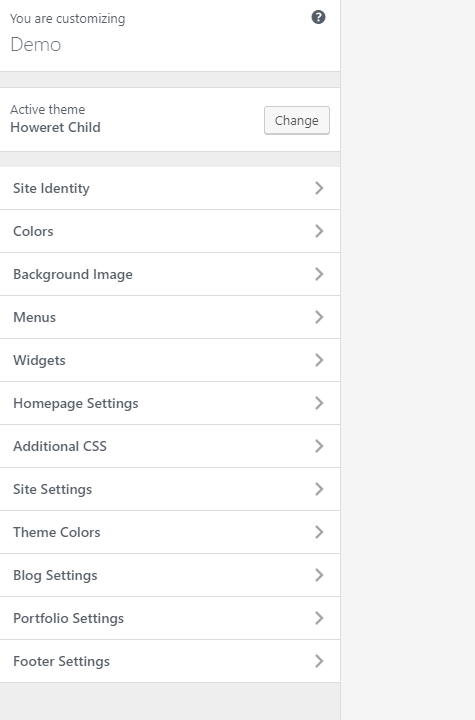 You are customizing
?
Demo
Active theme
Howeret Child
Change
Site Identity
Colors
Background Image
Menus
Widgets
Homepage Settings
Additional CSS
Site Settings
Theme Colors
Blog Settings
Portfolio Settings
Footer Settings